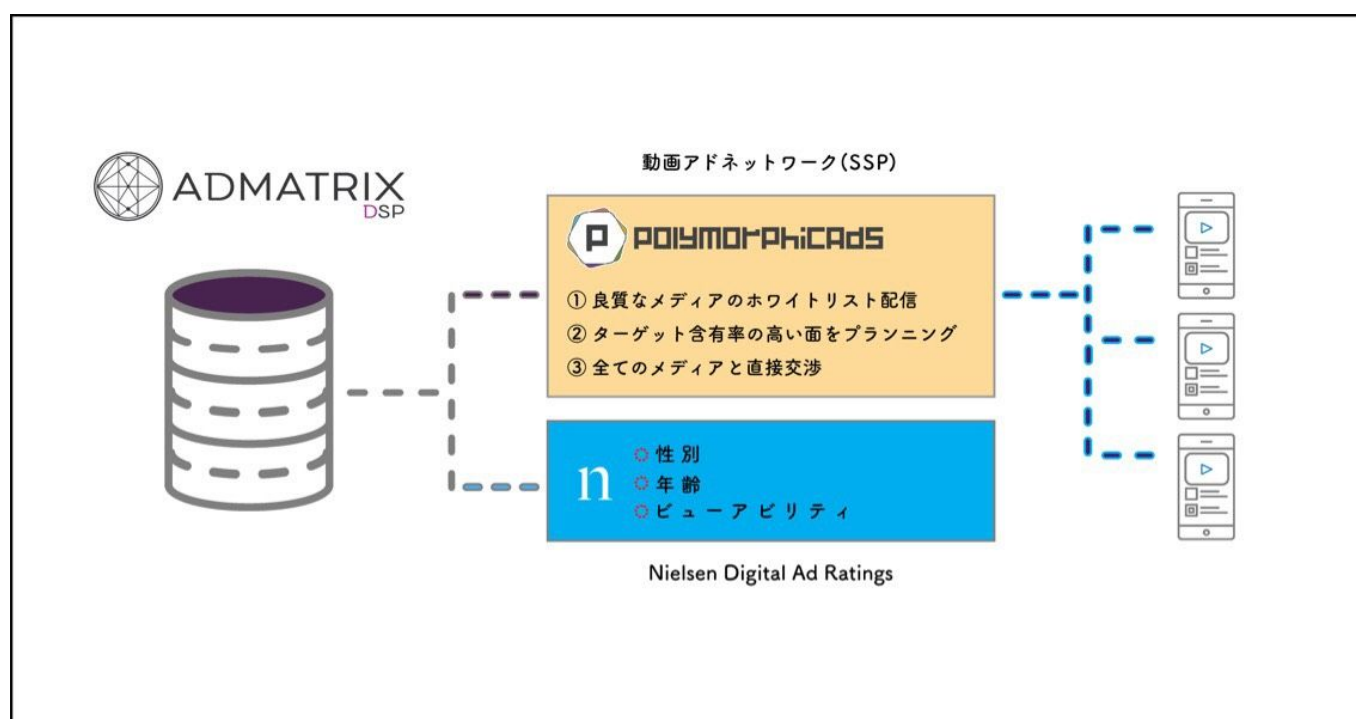 ADMATRIX
DSP
動画アドネットワーク(SSP)
P POLYMORPHICADS
① 良質なメディアのホワイトリスト配信
② ターゲット含有率の高い面をプランニング
③ 全てのメディアと直接交渉
n
性別
年齢
ビューアビリティ
Nielsen Digital Ad Ratings